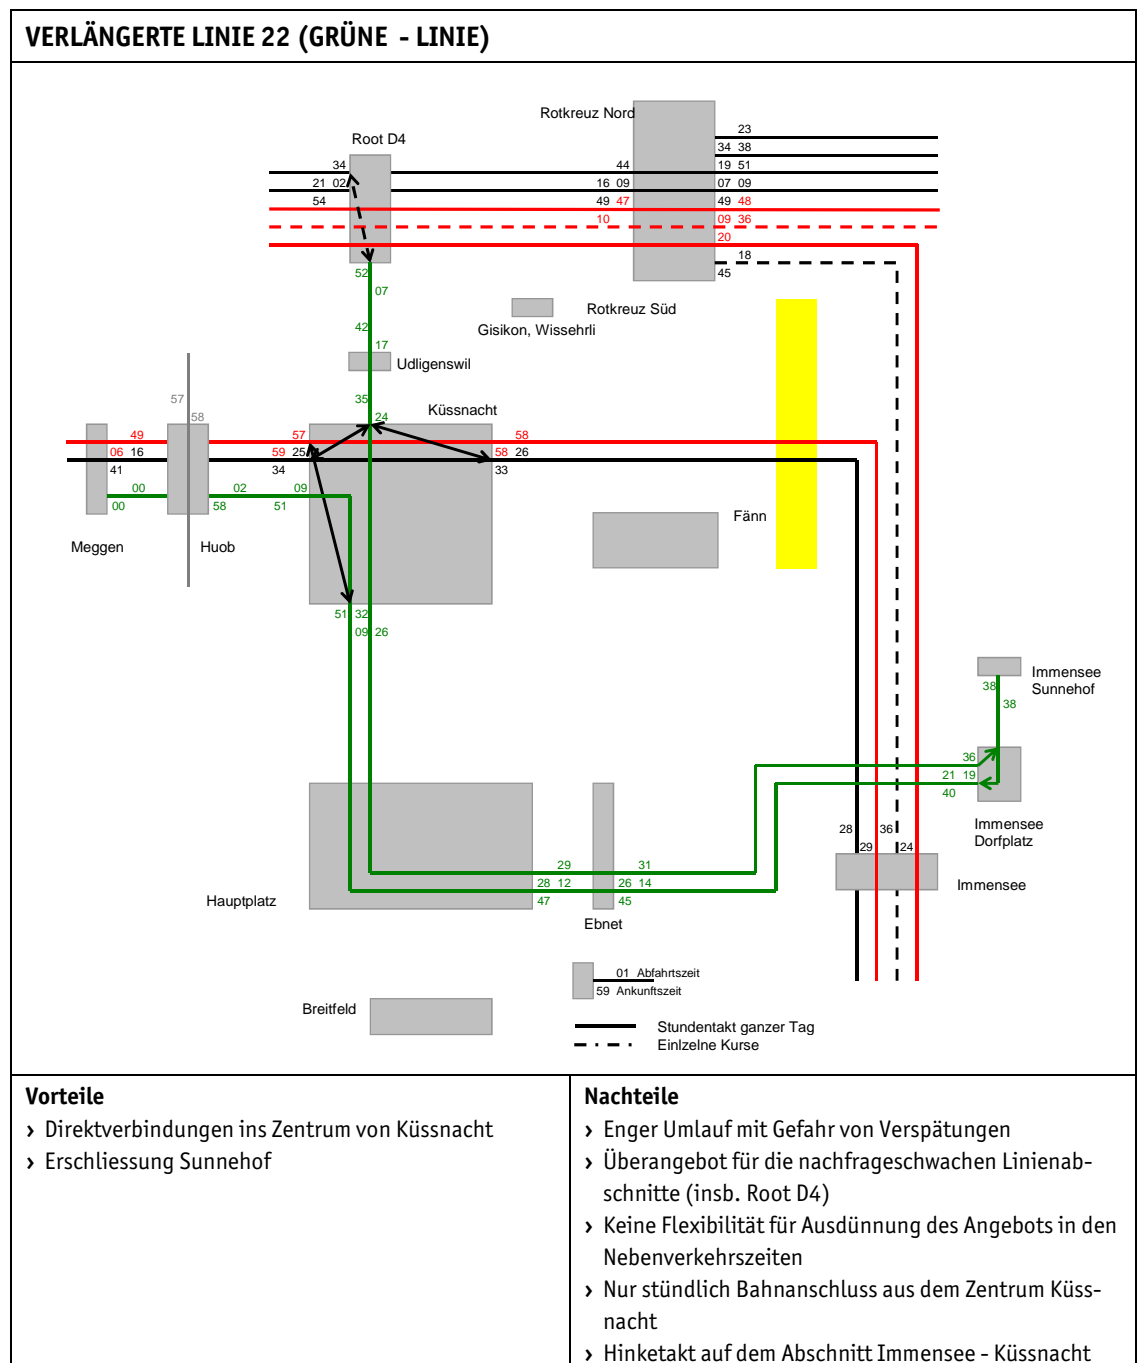 VERLÄNGERTE LINIE 22 (GRÜNE - LINIE)
Rotkreuz Nord
23
Root D4
34 38
34
44
19 51
21 02
16 09
07 09
54
49 47
49 48
10
09 36
20
18
52
45
07
Rotkreuz Süd
42
Gisikon, Wissehrli
17
Udligenswil
57
35
Küssnacht
58
24
49
57
58
06 16
59 25
58 26
41
34
33
00
02
09
00
58
51
Fänn
Meggen
Huob
51 32
09 26
Immensee
Sunnehof
38
38
36
21 19
40
28
36
Immensee
Dorfplatz
29
24
29
31
28 12
26 14
Immensee
Hauptplatz
47
45
Ebnet
01 Abfahrtszeit
59 Ankunftszeit
Breitfeld
Stundentakt ganzer Tag
Einlzelne Kurse
Vorteile
› Direktverbindungen ins Zentrum von Küssnacht
› Erschliessung Sunnehof
Nachteile
› Enger Umlauf mit Gefahr von Verspätungen
› Überangebot für die nachfrageschwachen Linienab-
schnitte (insb. Root D4)
› Keine Flexibilität für Ausdünnung des Angebots in den
Nebenverkehrszeiten
› Nur stündlich Bahnanschluss aus dem Zentrum Küss-
nacht
› Hinketakt auf dem Abschnitt Immensee - Küssnacht